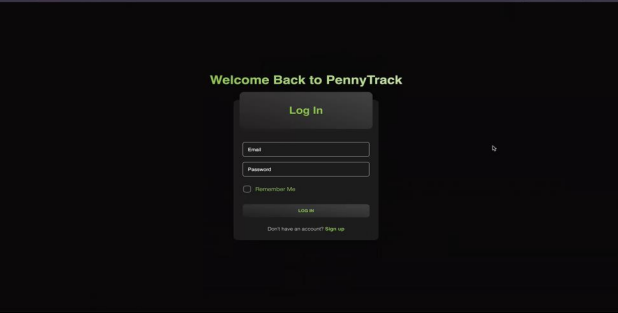 Welcome Back to PennyTrack
Log In
Email
Password
Remember Me
LOG IN
Don't have an account? Sign up